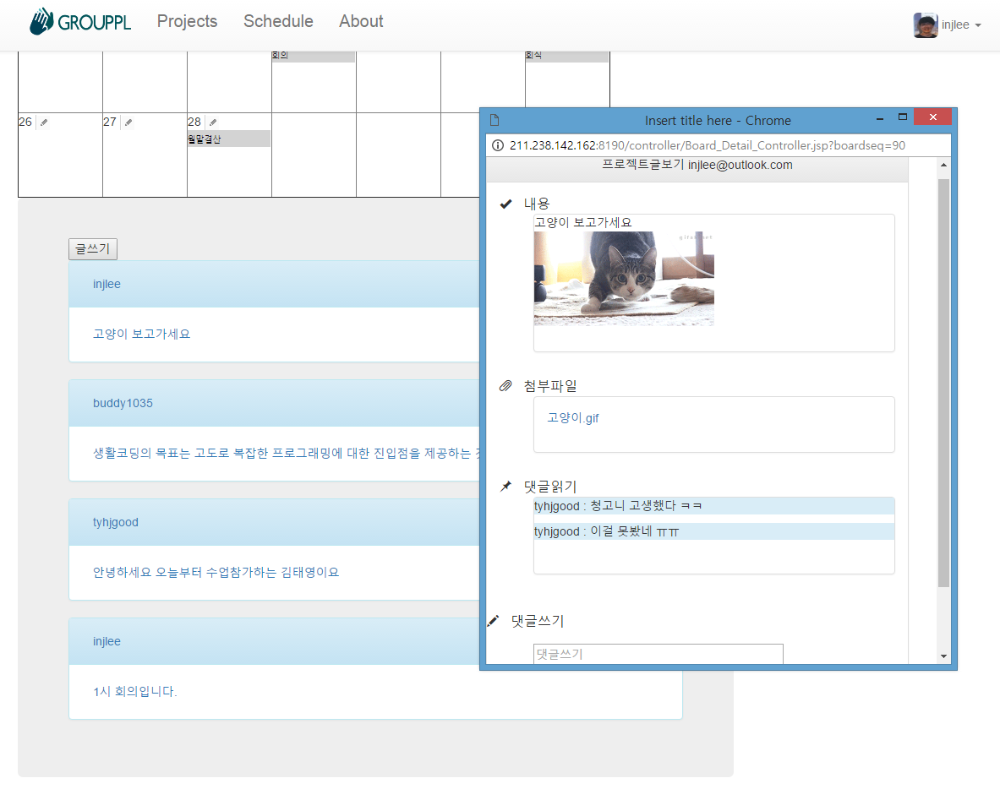 GROUPPL Projects Schedule About injlee
회의 회식
26 27 28
월말결산
글쓰기
injlee
고양이 보고가세요
buddy1035
생활코딩의 목표는 고도로 복잡한 프로그래밍에 대한 진입점을 제공하는
tyhjgood
안녕하세요 오늘부터 수업참가하는 김태영이요
injlee
1시 회의입니다.
Insert title here - Chrome
211.238.142.162:8190/controller/Board_Detail_Controller.jsp?boardseq=90
프로젝트글보기 injlee@outlook.com
내용
고양이 보고가세요
첨부파일
고양이.gif
댓글읽기
tyhjgood : 청고니 고생했다 ㅋㅋ
tyhjgood : 이걸 못봤네 ㅠㅠ
댓글쓰기
댓글쓰기